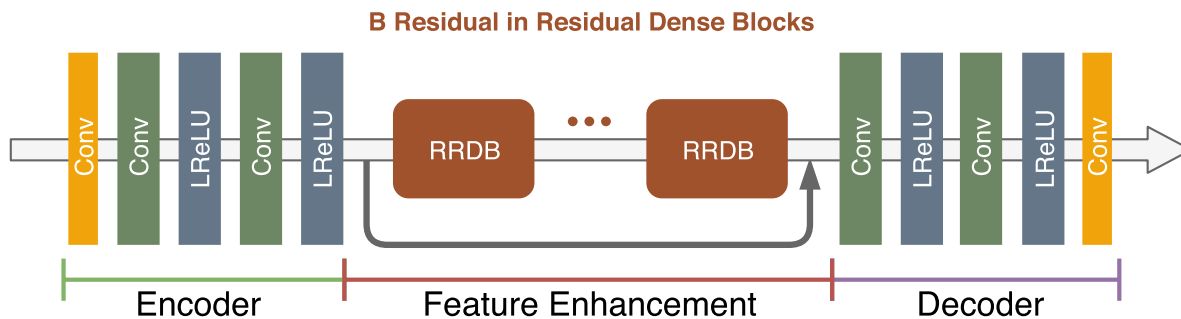 B Residual in Residual Dense Blocks
Conv
Conv
LReLU
Conv
LReLU
RRDB
•••
RRDB
Conv
LReLU
Conv
LReLU
Conv
Encoder
Feature Enhancement
Decoder